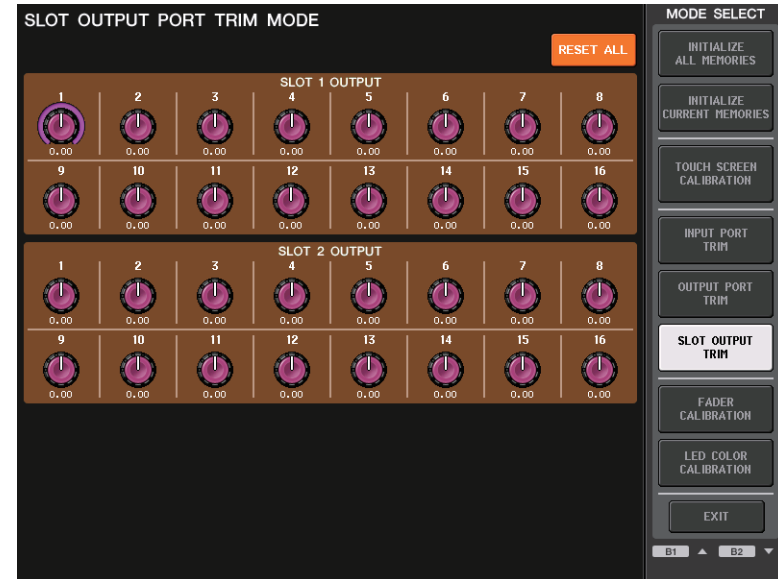 SLOT OUTPUT PORT TRIM MODE
RESET ALL
SLOT 1 OUTPUT
1 2 3 4 5 6 7 8
0.00 0.00 0.00 0.00 0.00 0.00 0.00 0.00
9 10 11 12 13 14 15 16
0.00 0.00 0.00 0.00 0.00 0.00 0.00 0.00
SLOT 2 OUTPUT
1 2 3 4 5 6 7 8
0.00 0.00 0.00 0.00 0.00 0.00 0.00 0.00
9 10 11 12 13 14 15 16
0.00 0.00 0.00 0.00 0.00 0.00 0.00 0.00
MODE SELECT
INITIALIZE
ALL MEMORIES
INITIALIZE
CURRENT MEMORIES
TOUCH SCREEN
CALIBRATION
INPUT PORT
TRIM
OUTPUT PORT
TRIM
SLOT OUTPUT
TRIM
FADER
CALIBRATION
LED COLOR
CALIBRATION
EXIT
B1 ▲ B2 ▼